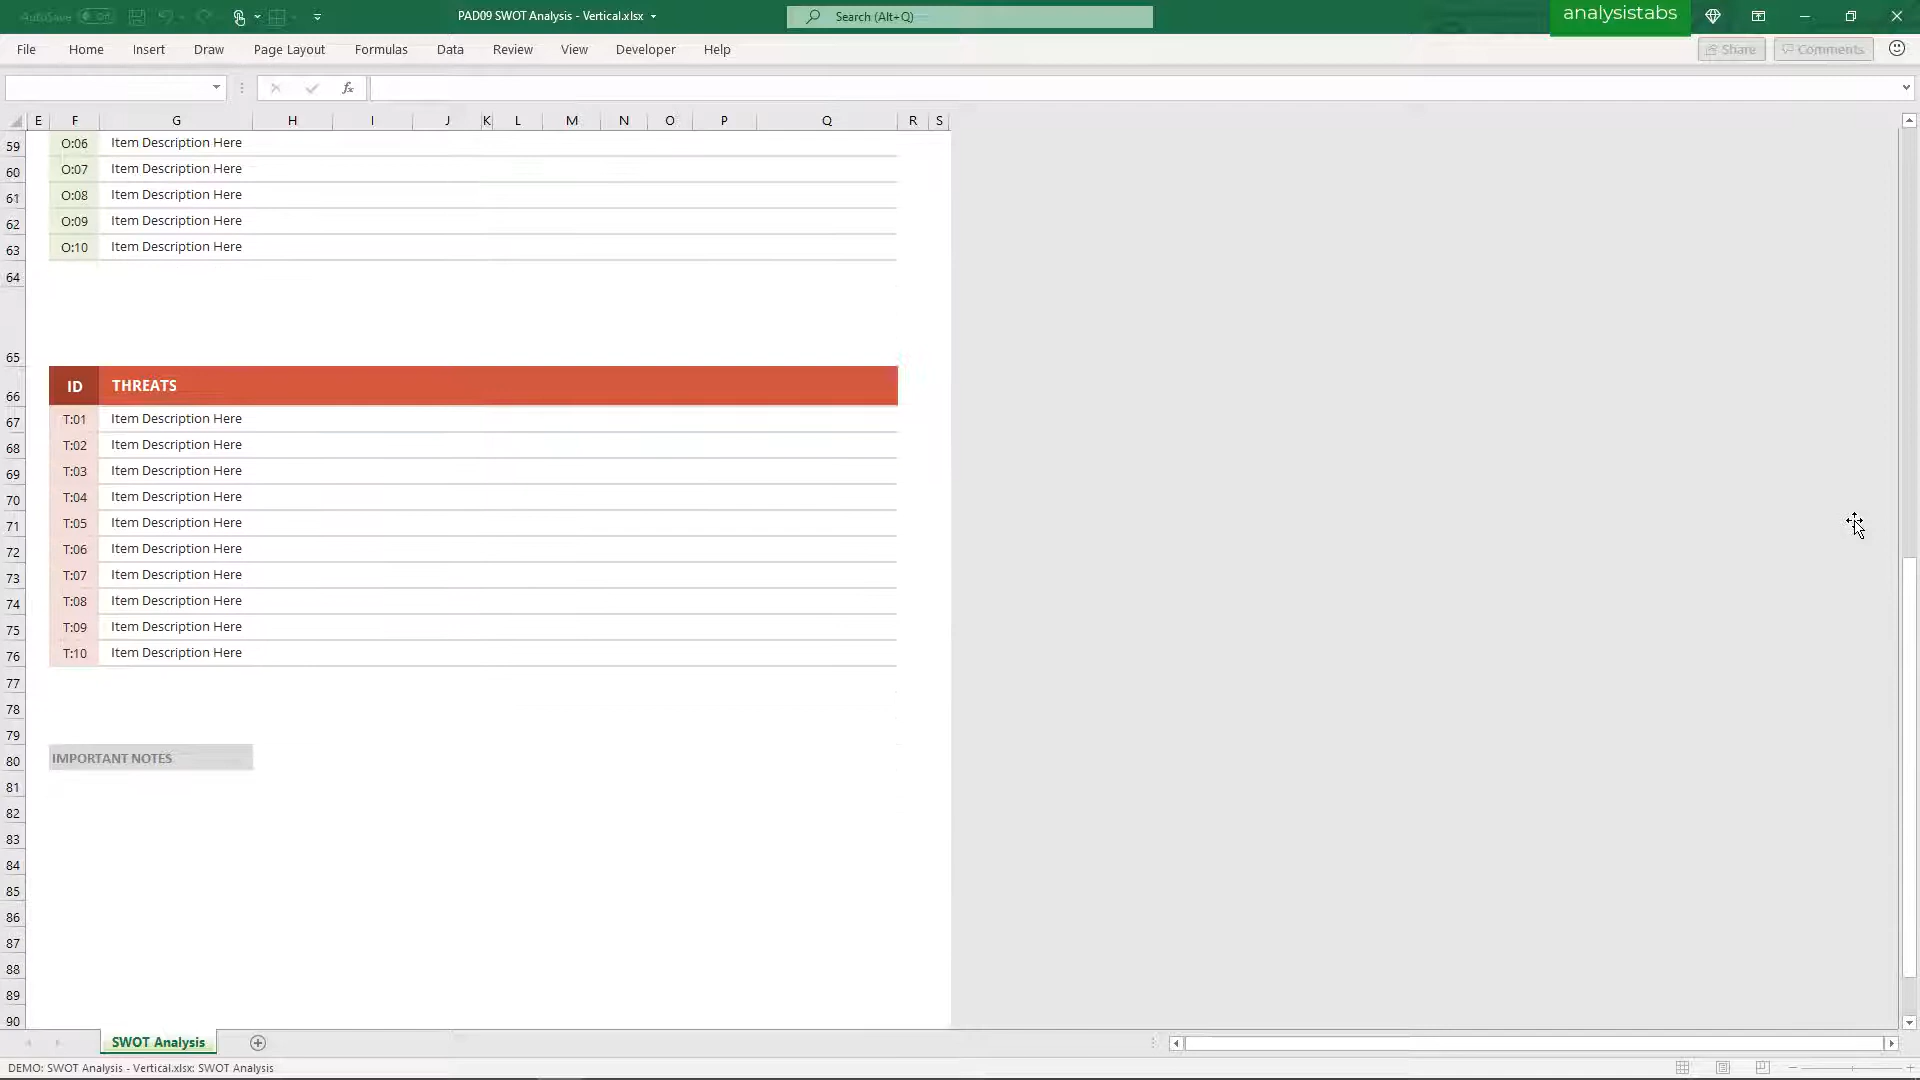 AutoSave Off PAD09 SWOT Analysis - Vertical.xlsx Search (Alt+Q) analysistabs
File Home Insert Draw Page Layout Formulas Data Review View Developer Help Share Comments
fx
E F G H I J K L M N O P Q R S
59 O:06 Item Description Here
60 O:07 Item Description Here
61 O:08 Item Description Here
62 O:09 Item Description Here
63 O:10 Item Description Here
64
65
66 ID THREATS
67 T:01 Item Description Here
68 T:02 Item Description Here
69 T:03 Item Description Here
70 T:04 Item Description Here
71 T:05 Item Description Here
72 T:06 Item Description Here
73 T:07 Item Description Here
74 T:08 Item Description Here
75 T:09 Item Description Here
76 T:10 Item Description Here
77
78
79
80 IMPORTANT NOTES
81
82
83
84
85
86
87
88
89
90
SWOT Analysis
DEMO: SWOT Analysis - Vertical.xlsx: SWOT Analysis